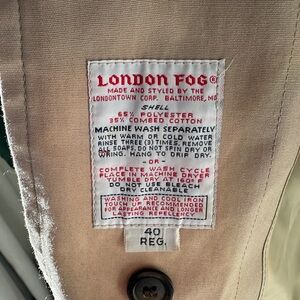 LONDON FOG®
MADE AND STYLED BY THE
LONDONTOWN CORP. BALTIMORE, MD
SHELL
65% POLYESTER
35% COMBED COTTON
MACHINE WASH SEPARATELY
WITH WARM OR COLD WATER
RINSE THREE (3) TIMES, REMOVE
ALL SOAPS, DO NOT SPIN DRY OR
WRING. HANG TO DRIP DRY.
- OR -
COMPLETE WASH CYCLE
PLACE IN MACHINE DRYER
TUMBLE DRY AT 160°
DO NOT USE BLEACH
DRY CLEANABLE
WASHING AND COOL IRON
TOUCH UP RECOMMENDED
FOR APPEARANCE AND LONGER
LASTING REPELLENCY
40
REG.